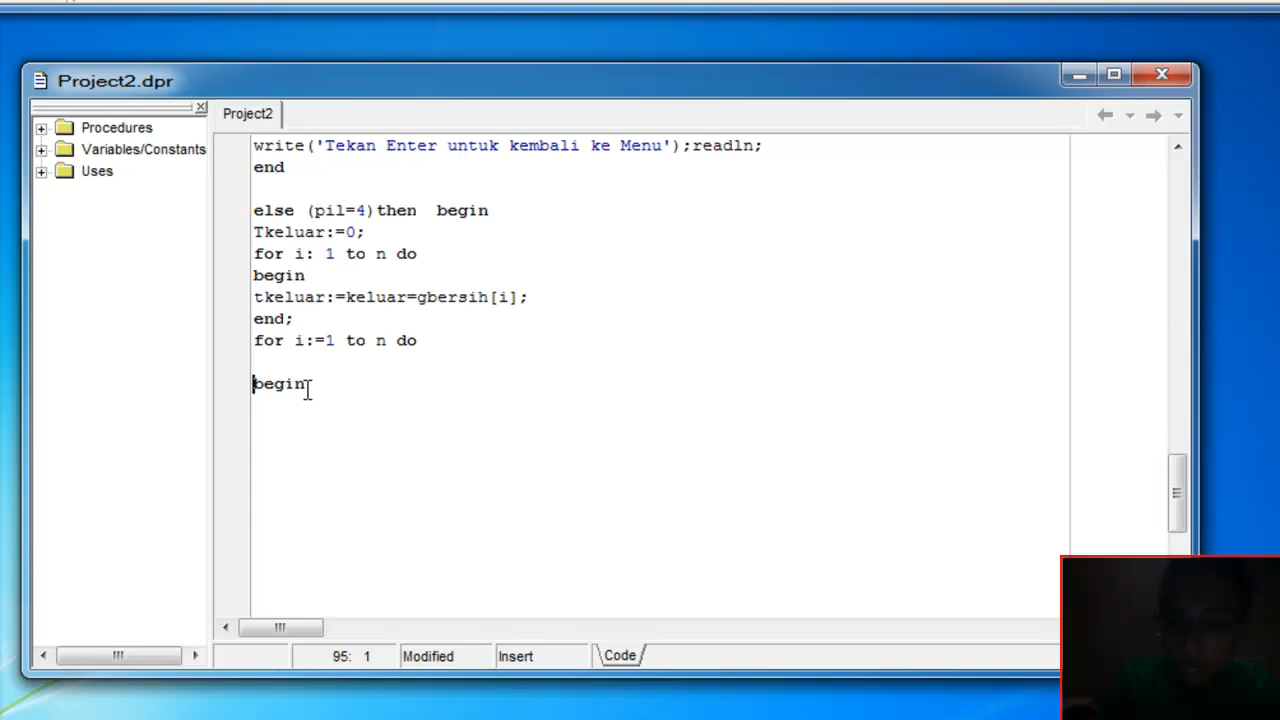 Project2.dpr
Procedures
Variables/Constants
Uses
Project2
write('Tekan Enter untuk kembali ke Menu');readln;
end
else (pil=4)then  begin
Tkeluar:=0;
for i: 1 to n do
begin
tkeluar:=keluar=gbersih[i];
end;
for i:=1 to n do
begin
95: 1
Modified
Insert
Code